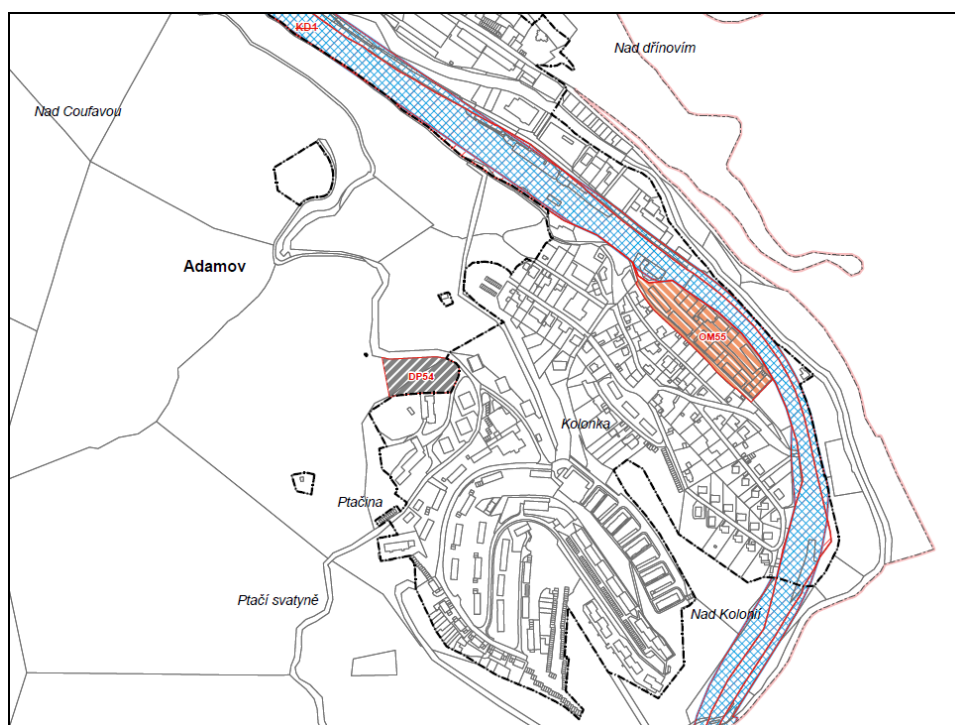 KD1
Nad dřínovím
Nad Coufavou
Adamov
OM55
DP54
Kolonka
Ptačina
Ptačí svatyně
Nad Kolonií